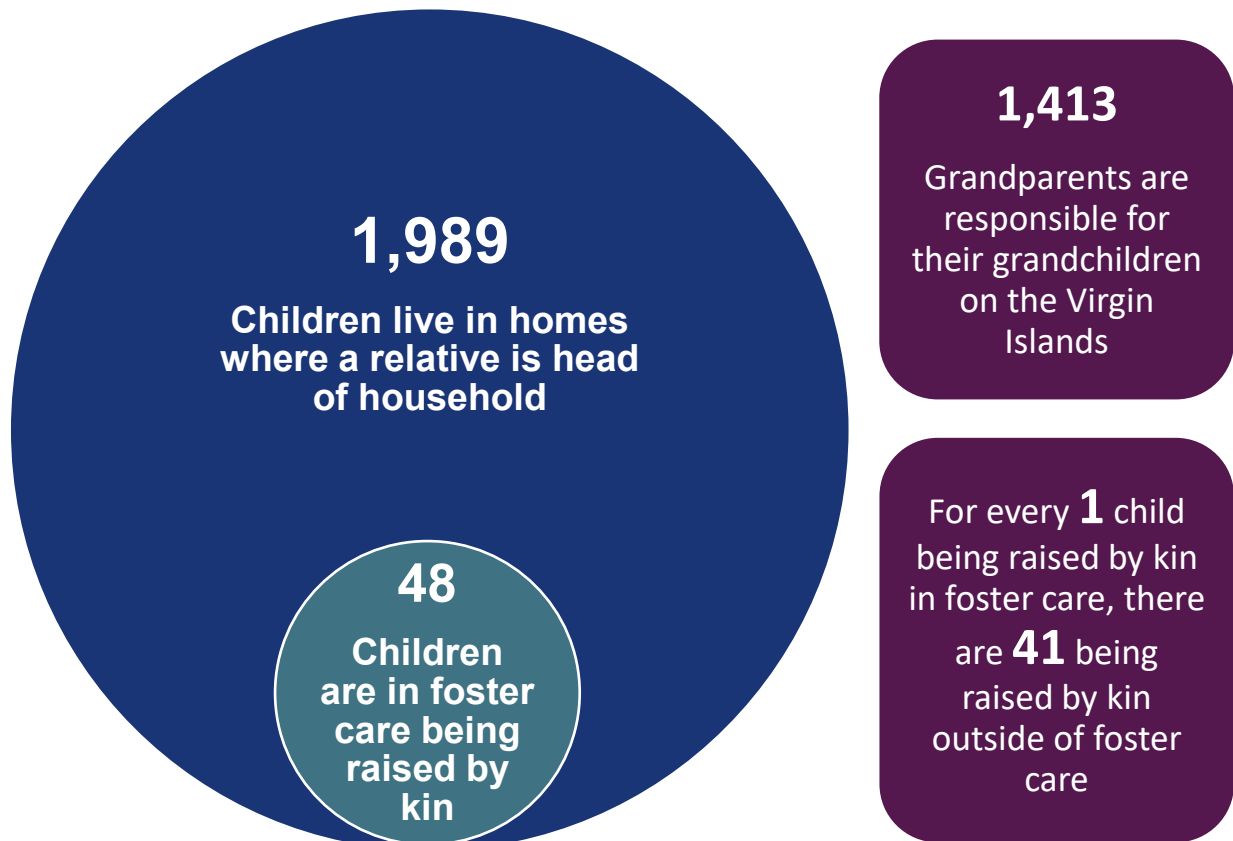 1,989
Children live in homes
where a relative is head
of household
48
Children
are in foster
care being
raised by
kin
1,413
Grandparents are
responsible for
their grandchildren
on the Virgin
Islands
For every 1 child
being raised by kin
in foster care, there
are 41 being
raised by kin
outside of foster
care